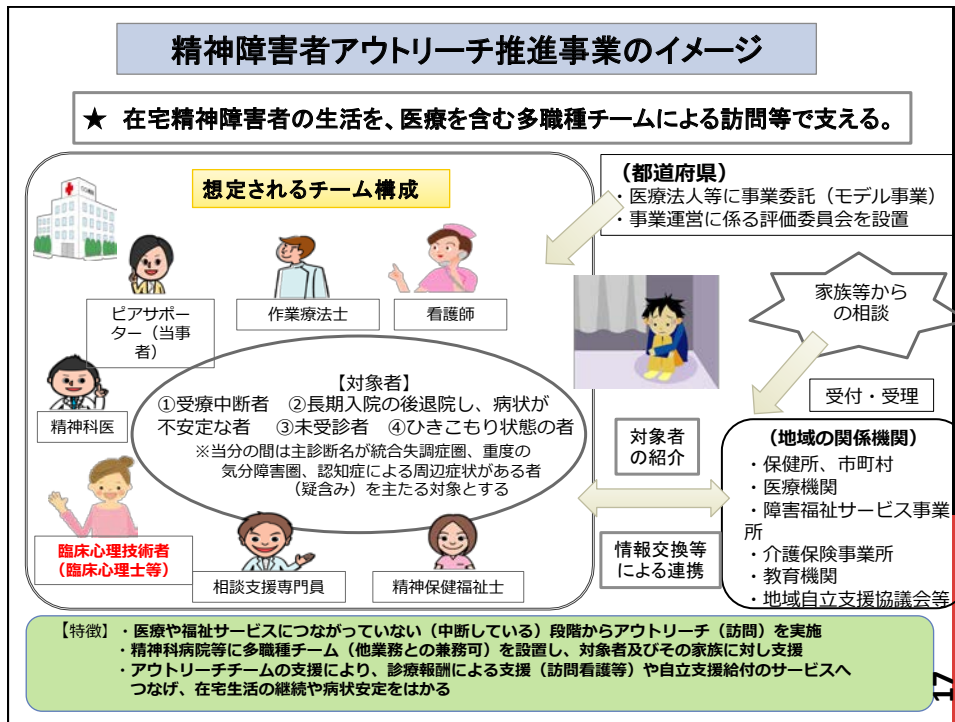 精神障害者アウトリーチ推進事業のイメージ
★ 在宅精神障害者の生活を、医療を含む多職種チームによる訪問等で支える。
想定されるチーム構成
ピアサポー
ター（当事
者）
作業療法士
看護師
精神科医
【対象者】
①受療中断者 ②長期入院の後退院し、病状が
不安定な者 ③未受診者 ④ひきこもり状態の者
※当分の間は主診断名が統合失調症圏、重度の
気分障害圏、認知症による周辺症状がある者
（疑含み）を主たる対象とする
臨床心理技術者
（臨床心理士等）
相談支援専門員
精神保健福祉士
（都道府県）
・医療法人等に事業委託（モデル事業）
・事業運営に係る評価委員会を設置
家族等から
の相談
受付・受理
対象者
の紹介
情報交換等
による連携
（地域の関係機関）
・保健所、市町村
・医療機関
・障害福祉サービス事業
所
・介護保険事業所
・教育機関
・地域自立支援協議会等
【特徴】・医療や福祉サービスにつながっていない（中断している）段階からアウトリーチ（訪問）を実施
・精神科病院等に多職種チーム（他業務との兼務可）を設置し、対象者及びその家族に対し支援
・アウトリーチチームの支援により、診療報酬による支援（訪問看護等）や自立支援給付のサービスへ
つなげ、在宅生活の継続や病状安定をはかる
17